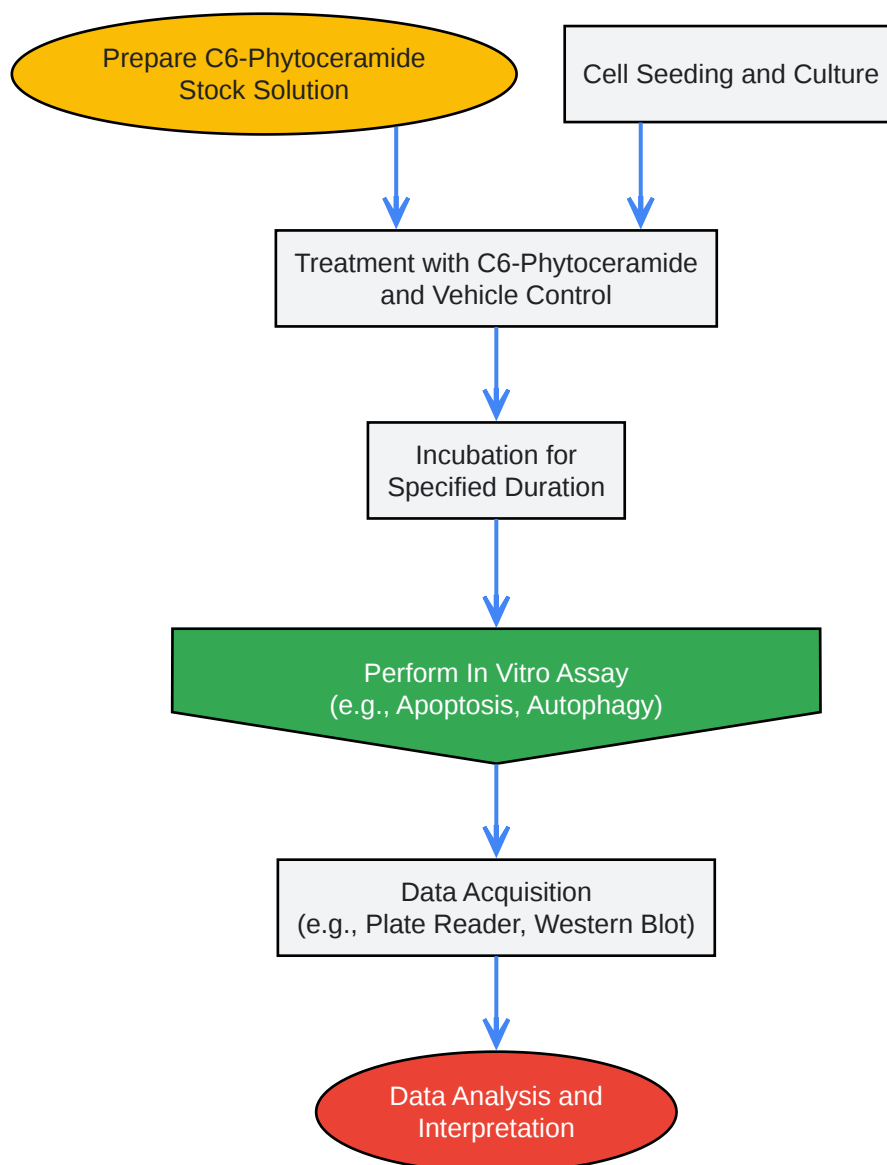 Prepare C6-Phytoceramide
Stock Solution
Cell Seeding and Culture
Treatment with C6-Phytoceramide
and Vehicle Control
Incubation for
Specified Duration
Perform In Vitro Assay
(e.g., Apoptosis, Autophagy)
Data Acquisition
(e.g., Plate Reader, Western Blot)
Data Analysis and
Interpretation